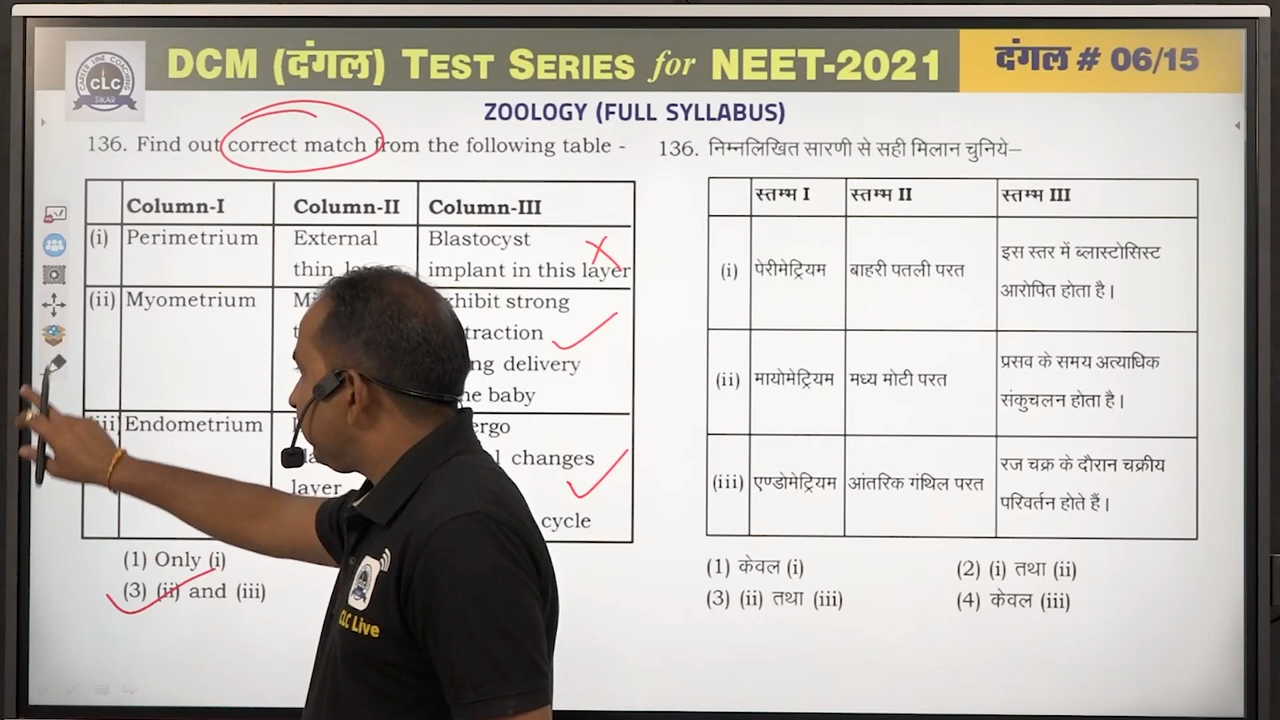 DCM (दंगल) TEST SERIES for NEET-2021
दंगल # 06/15
CLC
SIKAR
ZOOLOGY (FULL SYLLABUS)
136. Find out correct match from the following table -
Column-I Column-II Column-III
(i) Perimetrium External Blastocyst
thin implant in this layer
(ii) Myometrium exhibit strong
delivery
baby
Endometrium
changes
layer
cycle
(1) Only (i)
(3) (ii) and (iii)
136. निम्नलिखित सारणी से सही मिलान चुनिये–
स्तम्भ I स्तम्भ II स्तम्भ III
(i) पेरीमेट्रियम बाहरी पतली परत इस स्तर में ब्लास्टोसिस्ट
आरोपित होता है।
(ii) मायोमेट्रियम मध्य मोटी परत प्रसव के समय अत्याधिक
संकुचलन होता है।
(iii) एण्डोमेट्रियम आंतरिक गंथिल परत रज चक्र के दौरान चक्रीय
परिवर्तन होते हैं।
(1) केवल (i) (2) (i) तथा (ii)
(3) (ii) तथा (iii) (4) केवल (iii)
CLC Live